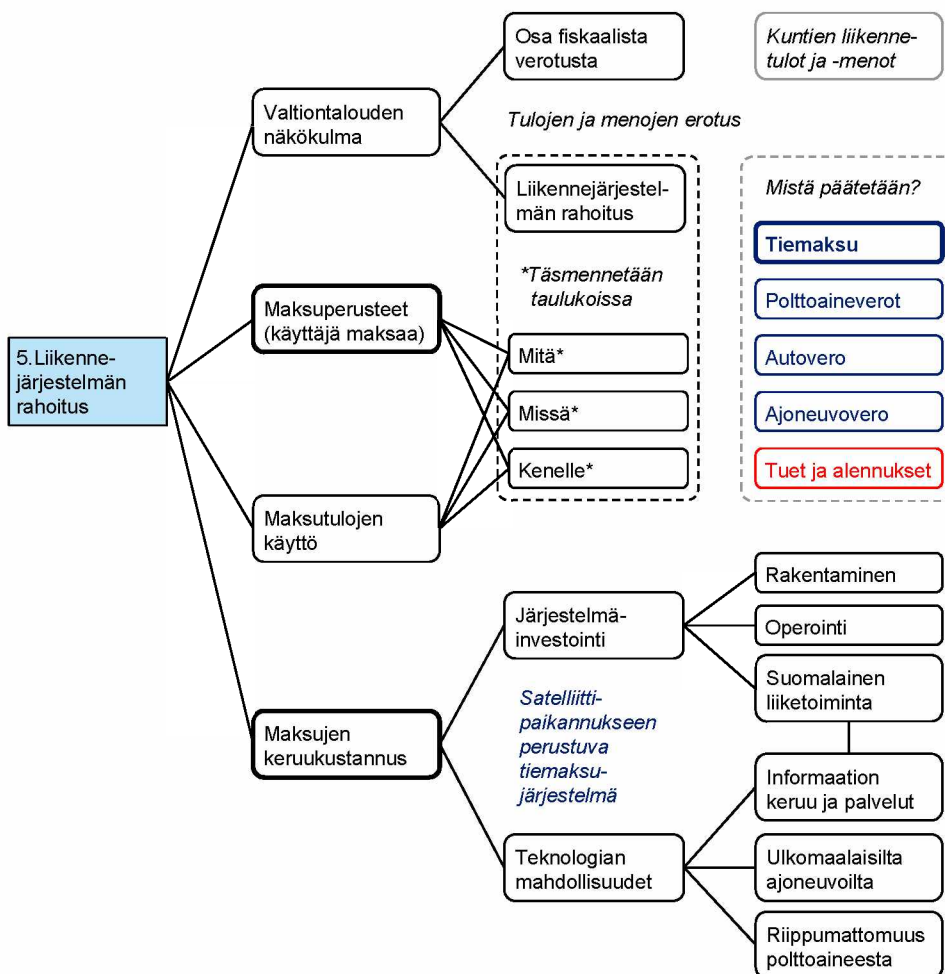 5.Liikenne-
järjestelmän
rahoitus
Valtiontalouden
näkökulma
Maksuperusteet
(käyttäjä maksaa)
Maksutulojen
käyttö
Maksujen
keruukustannus
Osa fiskaalista
verotusta
Tulojen ja menojen erotus
Liikennejärjestel-
män rahoitus
*Täsmennetään
taulukoissa
Mitä*
Missä*
Kenelle*
Järjestelmä-
investointi
Satelliitti-
paikannukseen
perustuva
tiemaksu-
järjestelmä
Teknologian
mahdollisuudet
Kuntien liikenne-
tulot ja -menot
Mistä päätetään?
Tiemaksu
Polttoaineverot
Autovero
Ajoneuvovero
Tuet ja alennukset
Rakentaminen
Operointi
Suomalainen
liiketoiminta
Informaation
keruu ja palvelut
Ulkomaalaisilta
ajoneuvoilta
Riippumattomuus
polttoaineesta